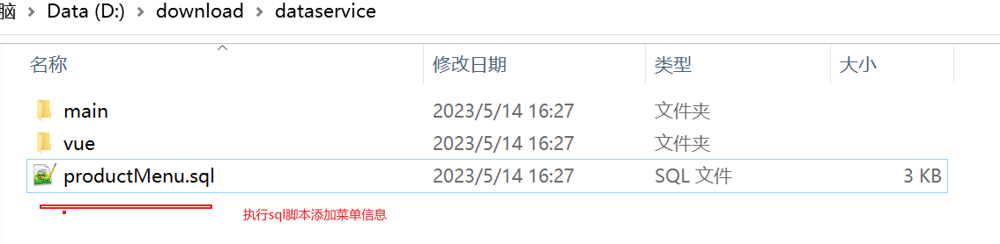 脑 › Data (D:) › download › dataservice
名称 修改日期 类型 大小
main 2023/5/14 16:27 文件夹
vue 2023/5/14 16:27 文件夹
productMenu.sql 2023/5/14 16:27 SQL 文件 3 KB
执行sql脚本添加菜单信息